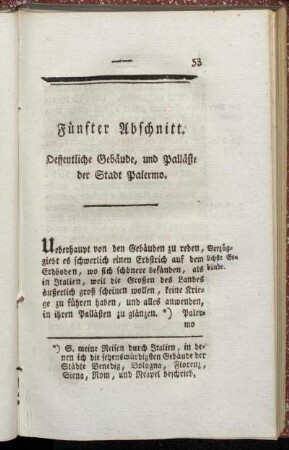 53
Fünfter Abschnitt.
Oeffentliche Gebäude, und Palläste
der Stadt Palermo.
Ueberhaupt von den Gebäuden zu reden,
giebt es schwerlich einen Erdstrich auf dem
Erdboden, wo sich schönere befänden, als
in Italien, weil die Großen des Landes
äußerlich groß scheinen wollen, keine Krie-
ge zu führen haben, und alles anwenden,
in ihren Pallästen zu glänzen. *) Paler-
mo
Vorzüg-
lichste Ge-
bäude.
*) S. meine Reisen durch Italien, in de-
nen ich die sehenswürdigsten Gebäude der
Städte Venedig, Bologna, Florenz,
Siena, Rom, und Neapel beschrieb.